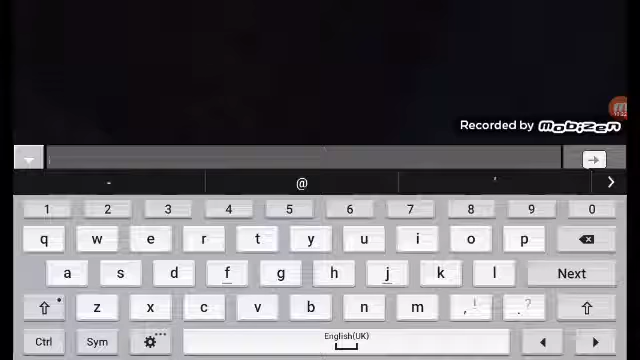 Recorded by mobizen
- @ '
1 2 3 4 5 6 7 8 9 0
q w e r t y u i o p
a s d f g h j k l Next
z x c v b n m , ! . ?
Ctrl Sym English(UK)